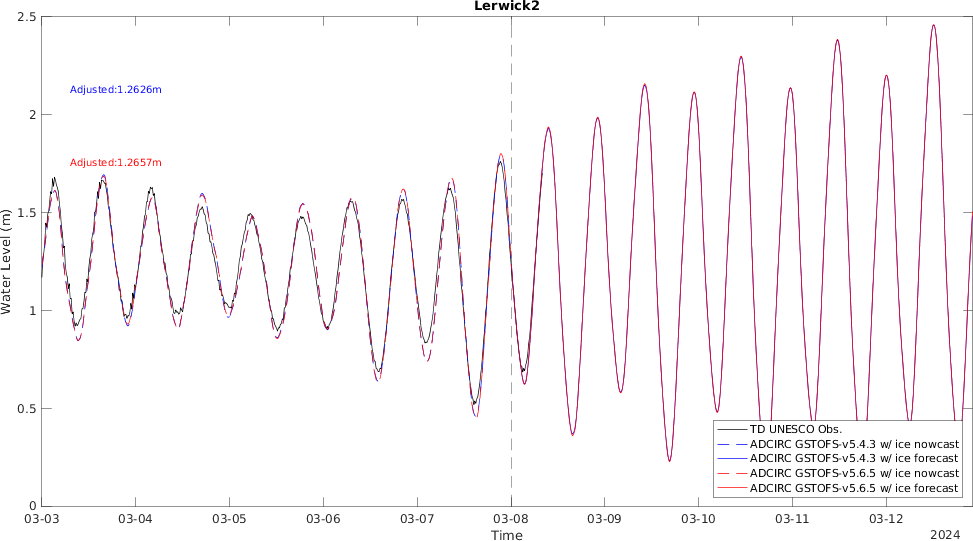 Lerwick2
2.5
2
1.5
1
0.5
0
Water Level (m)
Adjusted:1.2626m
Adjusted:1.2657m
TD UNESCO Obs.
ADCIRC GSTOFS-v5.4.3 w/ ice nowcast
ADCIRC GSTOFS-v5.4.3 w/ ice forecast
ADCIRC GSTOFS-v5.6.5 w/ ice nowcast
ADCIRC GSTOFS-v5.6.5 w/ ice forecast
03-03 03-04 03-05 03-06 03-07 03-08 03-09 03-10 03-11 03-12
Time
2024